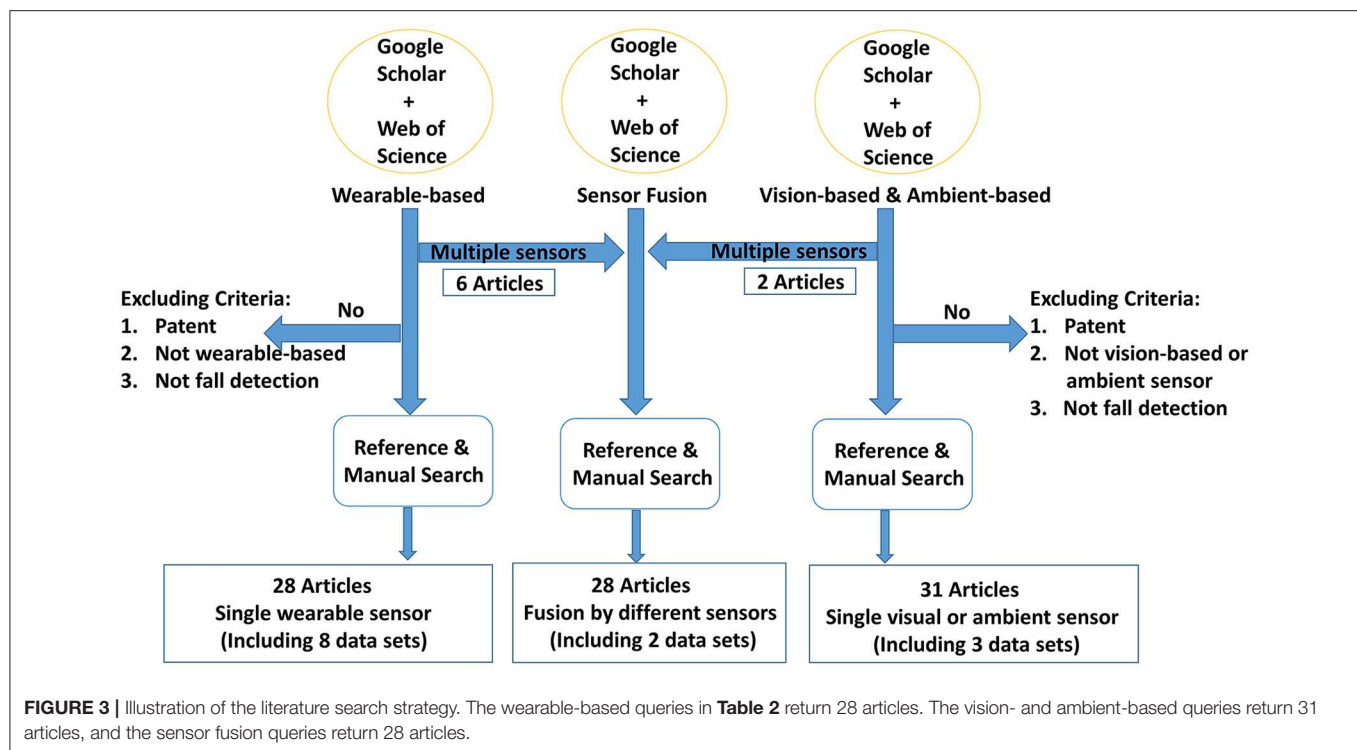 Google
Scholar
+
Web of
Science
Google
Scholar
+
Web of
Science
Google
Scholar
+
Web of
Science
Wearable-based
Sensor Fusion
Vision-based & Ambient-based
Multiple sensors
6 Articles
Multiple sensors
2 Articles
Excluding Criteria:
1. Patent
2. Not wearable-based
3. Not fall detection
No
No
Excluding Criteria:
1. Patent
2. Not vision-based or
ambient sensor
3. Not fall detection
Reference &
Manual Search
Reference &
Manual Search
Reference &
Manual Search
28 Articles
Single wearable sensor
(Including 8 data sets)
28 Articles
Fusion by different sensors
(Including 2 data sets)
31 Articles
Single visual or ambient sensor
(Including 3 data sets)
FIGURE 3 | Illustration of the literature search strategy. The wearable-based queries in Table 2 return 28 articles. The vision- and ambient-based queries return 31
articles, and the sensor fusion queries return 28 articles.